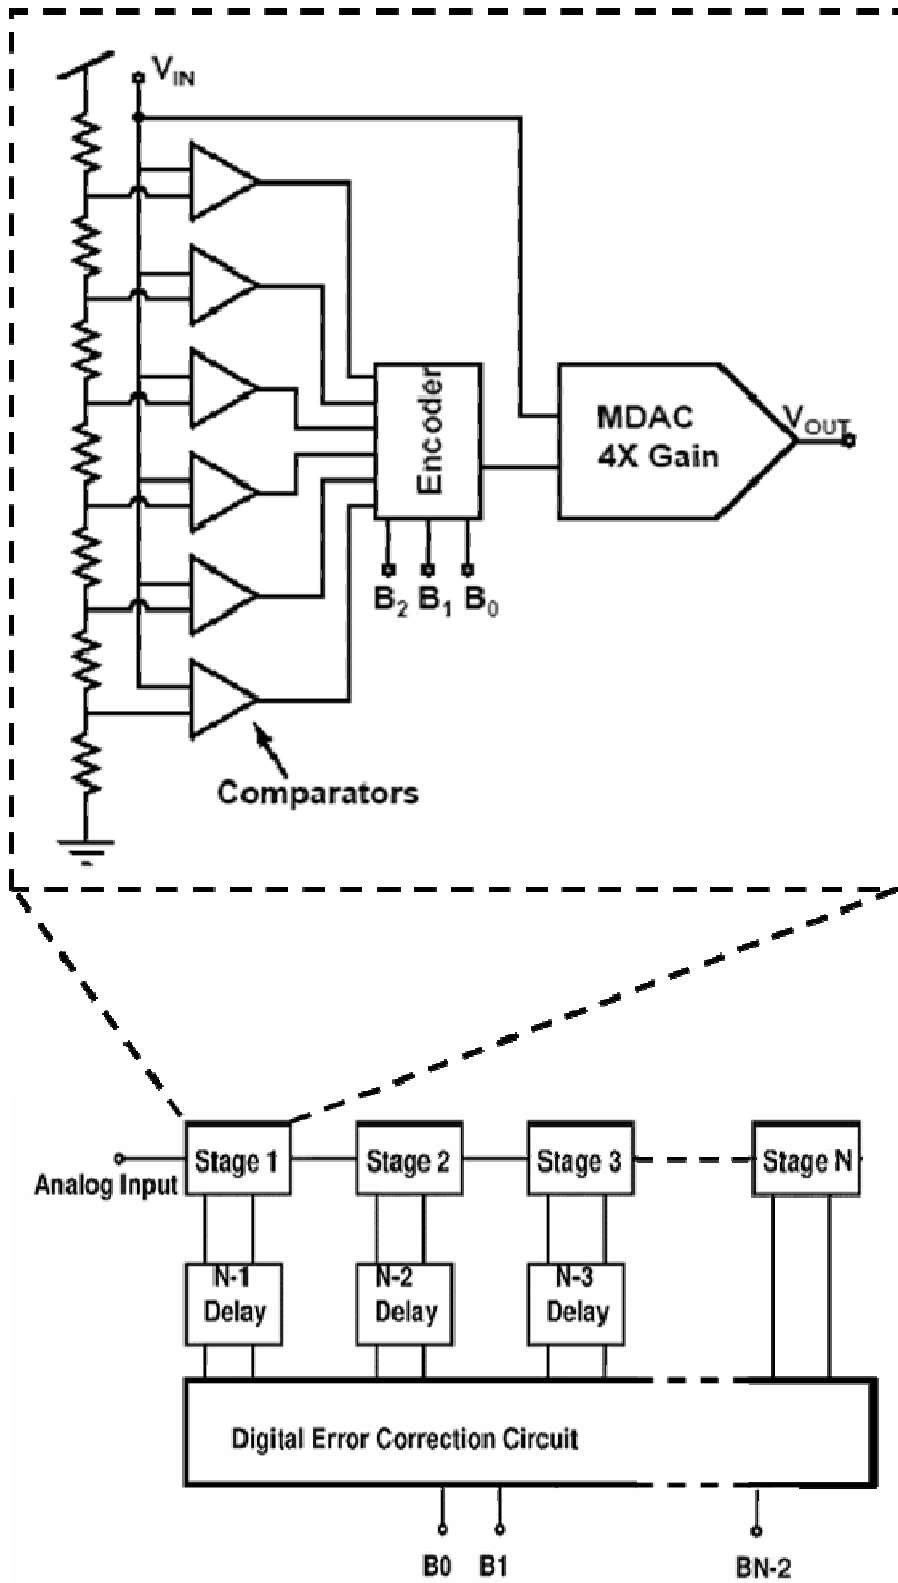 VIN
Encoder
MDAC
4X Gain
VOUT
B2 B1 B0
Comparators
Stage 1 Stage 2 Stage 3 Stage N
Analog Input
N-1 N-2 N-3
Delay Delay Delay
Digital Error Correction Circuit
B0 B1 BN-2